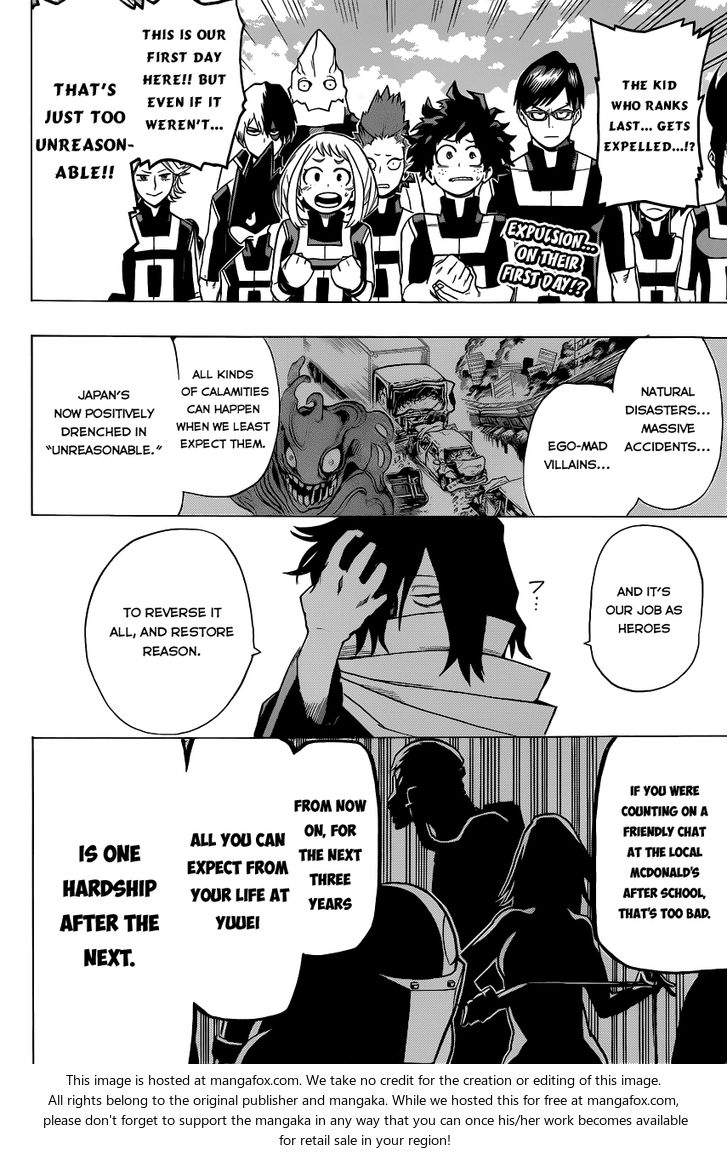 THE KID
WHO RANKS
LAST... GETS
EXPELLED...!?
EXPULSION...
ON THEIR
FIRST DAY!?
THIS IS OUR
FIRST DAY
HERE!! BUT
EVEN IF IT
WEREN'T...
THAT'S
JUST TOO
UNREASON-
ABLE!!
NATURAL
DISASTERS...
MASSIVE
ACCIDENTS...
EGO-MAD
VILLAINS...
ALL KINDS
OF CALAMITIES
CAN HAPPEN
WHEN WE LEAST
EXPECT THEM.
JAPAN'S
NOW POSITIVELY
DRENCHED IN
"UNREASONABLE."
AND IT'S
OUR JOB AS
HEROES
TO REVERSE IT
ALL, AND RESTORE
REASON.
IF YOU WERE
COUNTING ON A
FRIENDLY CHAT
AT THE LOCAL
MCDONALD'S
AFTER SCHOOL,
THAT'S TOO BAD.
FROM NOW
ON, FOR
THE NEXT
THREE
YEARS
ALL YOU CAN
EXPECT FROM
YOUR LIFE AT
YUUEI
IS ONE
HARDSHIP
AFTER THE
NEXT.
This image is hosted at mangafox.com. We take no credit for the creation or editing of this image.
All rights belong to the original publisher and mangaka. While we hosted this for free at mangafox.com,
please don't forget to support the mangaka in any way that you can once his/her work becomes available
for retail sale in your region!